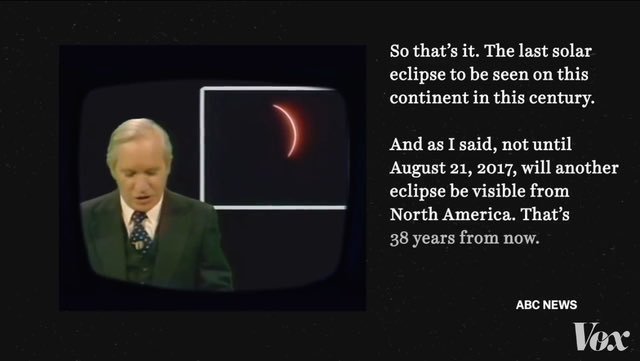 So that's it. The last solar
eclipse to be seen on this
continent in this century.
And as I said, not until
August 21, 2017, will another
eclipse be visible from
North America. That's
38 years from now.
ABC NEWS
Vox